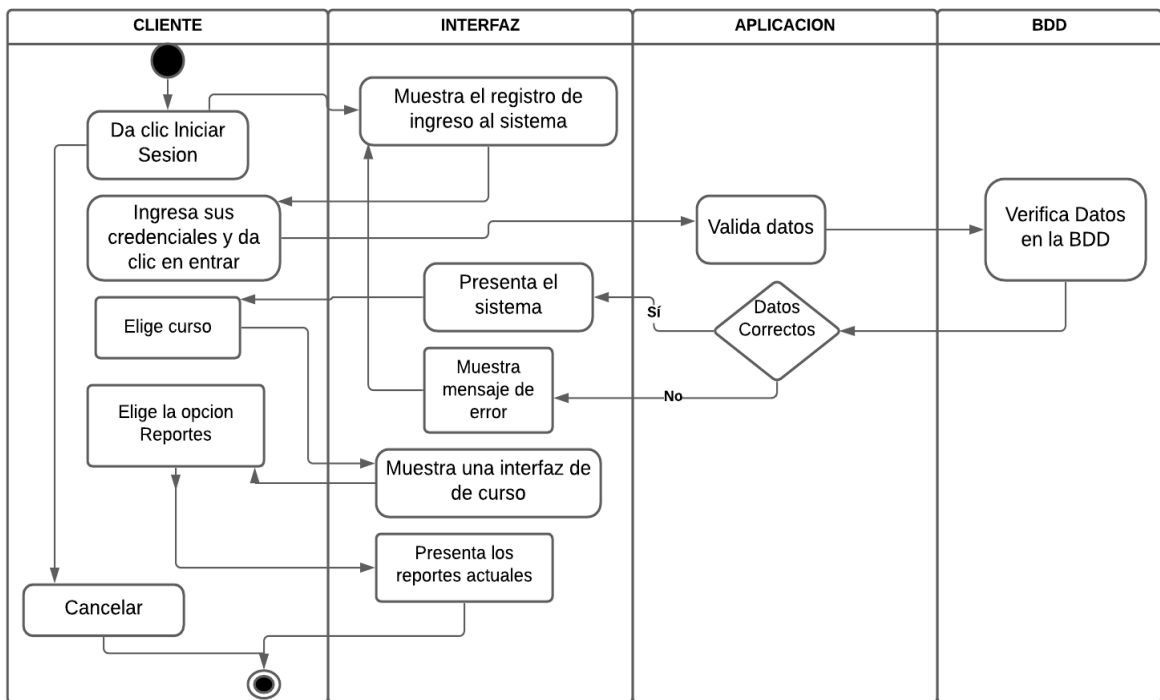 CLIENTE
INTERFAZ
APLICACION
BDD
Da clic Iniciar
Sesion
Muestra el registro de
ingreso al sistema
Ingresa sus
credenciales y da
clic en entrar
Valida datos
Verifica Datos
en la BDD
Presenta el
sistema
Sí
Datos
Correctos
Elige curso
Muestra
mensaje de
error
No
Elige la opcion
Reportes
Muestra una interfaz de
de curso
Presenta los
reportes actuales
Cancelar